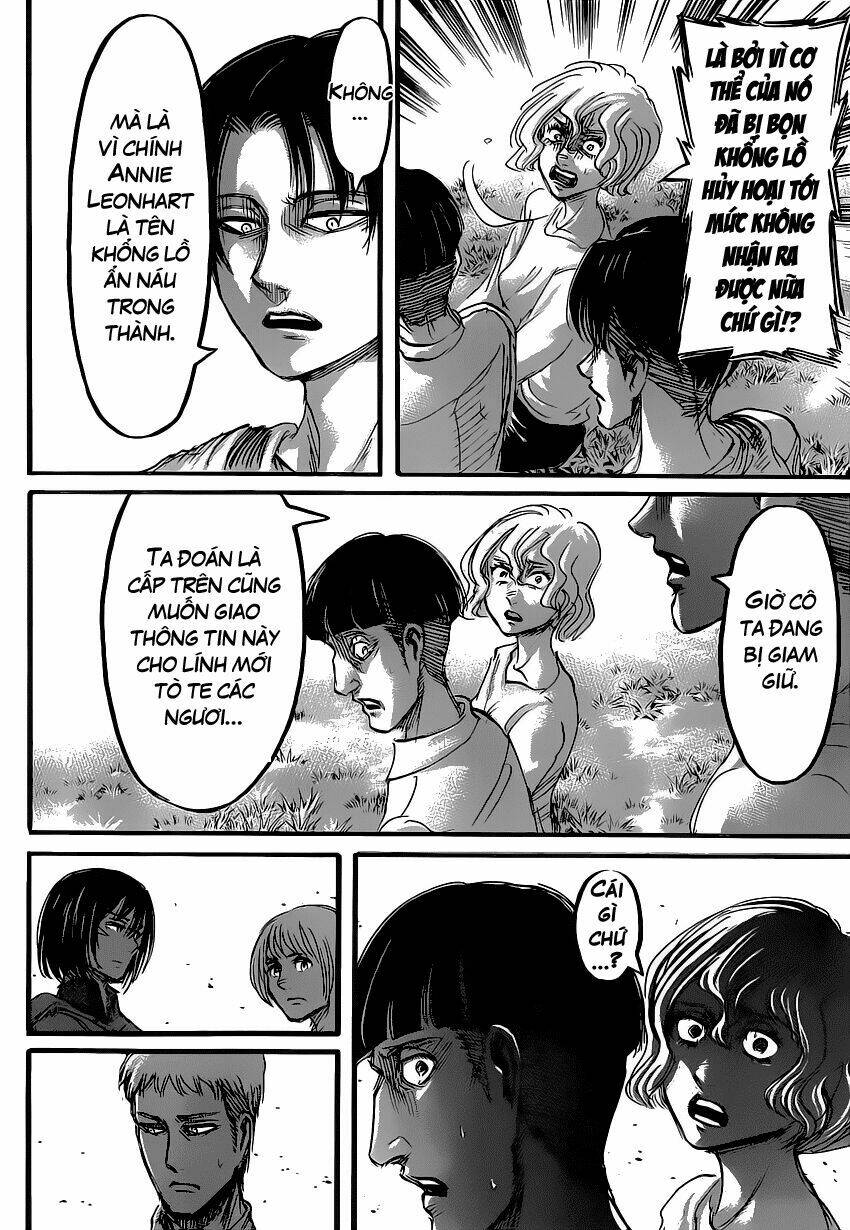 LÀ BỞI VÌ CƠ
THỂ CỦA NÓ
ĐÃ BỊ BỌN
KHỔNG LỒ
HỦY HOẠI TỚI
MỨC KHÔNG
NHẬN RA
ĐƯỢC NỮA
CHỨ GÌ!?
KHÔNG
...
MÀ LÀ
VÌ CHÍNH
ANNIE
LEONHART
LÀ TÊN
KHỔNG LỒ
ẨN NÁU
TRONG
THÀNH.
GIỜ CÔ
TA ĐANG
BỊ GIAM
GIỮ.
TA ĐOÁN LÀ
CẤP TRÊN CŨNG
MUỐN GIAO
THÔNG TIN NÀY
CHO LÍNH MỚI
TÒ TE CÁC
NGƯƠI...
CÁI
GÌ
CHỨ
...?